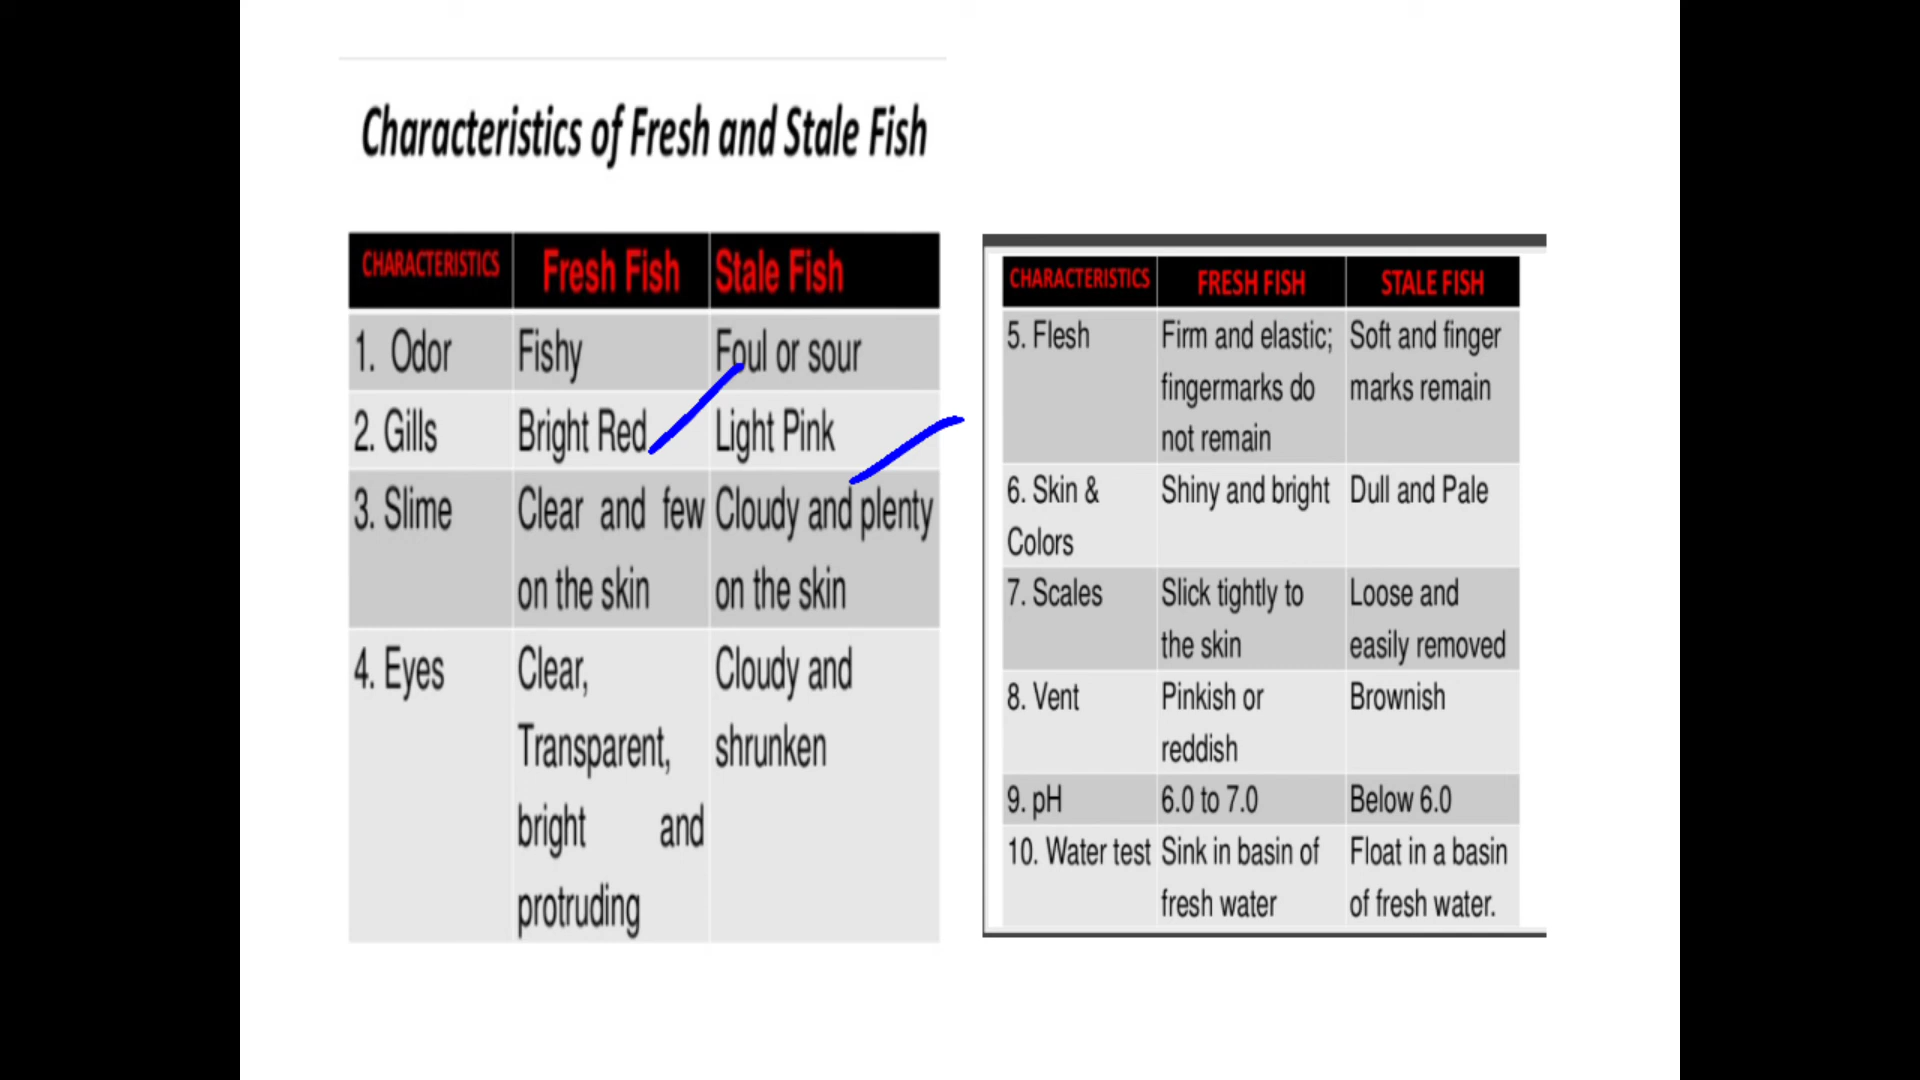 Characteristics of Fresh and Stale Fish
CHARACTERISTICS Fresh Fish Stale Fish
1. Odor Fishy Foul or sour
2. Gills Bright Red Light Pink
3. Slime Clear and few Cloudy and plenty
on the skin on the skin
4. Eyes Clear, Cloudy and
Transparent, shrunken
bright and
protruding
CHARACTERISTICS FRESH FISH STALE FISH
5. Flesh Firm and elastic; Soft and finger
fingermarks do marks remain
not remain
6. Skin & Shiny and bright Dull and Pale
Colors
7. Scales Slick tightly to Loose and
the skin easily removed
8. Vent Pinkish or Brownish
reddish
9. pH 6.0 to 7.0 Below 6.0
10. Water test Sink in basin of Float in a basin
fresh water of fresh water.